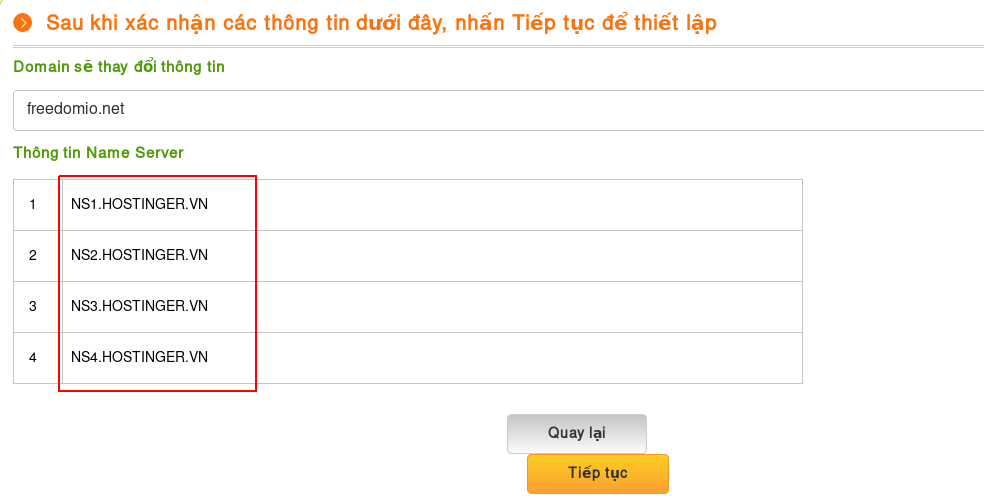 Sau khi xác nhận các thông tin dưới đây, nhấn Tiếp tục để thiết lập
Domain sẽ thay đổi thông tin
freedomio.net
Thông tin Name Server
1 NS1.HOSTINGER.VN
2 NS2.HOSTINGER.VN
3 NS3.HOSTINGER.VN
4 NS4.HOSTINGER.VN
Quay lại
Tiếp tục